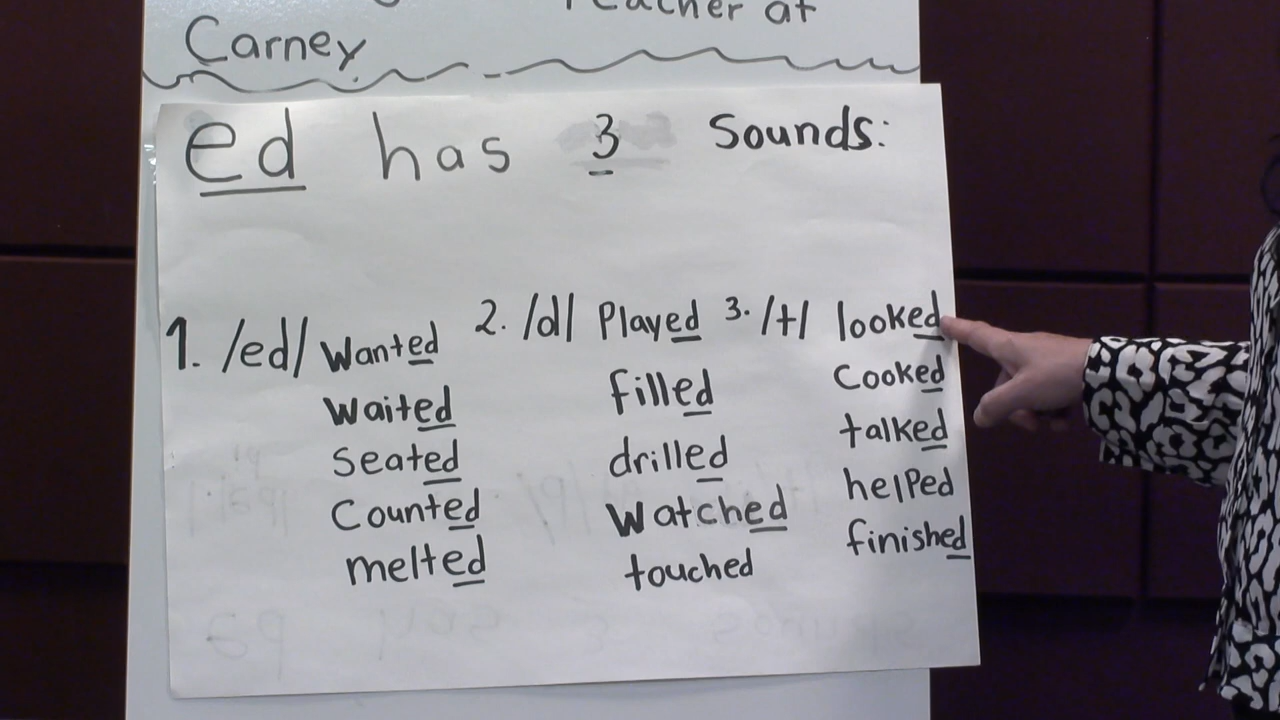 Teacher at
Carney
ed has 3 Sounds:
1. /ed/ Wanted
Waited
Seated
Counted
melted
2. /d/ Played
filled
drilled
Watched
touched
3. /t/ looked
Cooked
talked
helped
finished